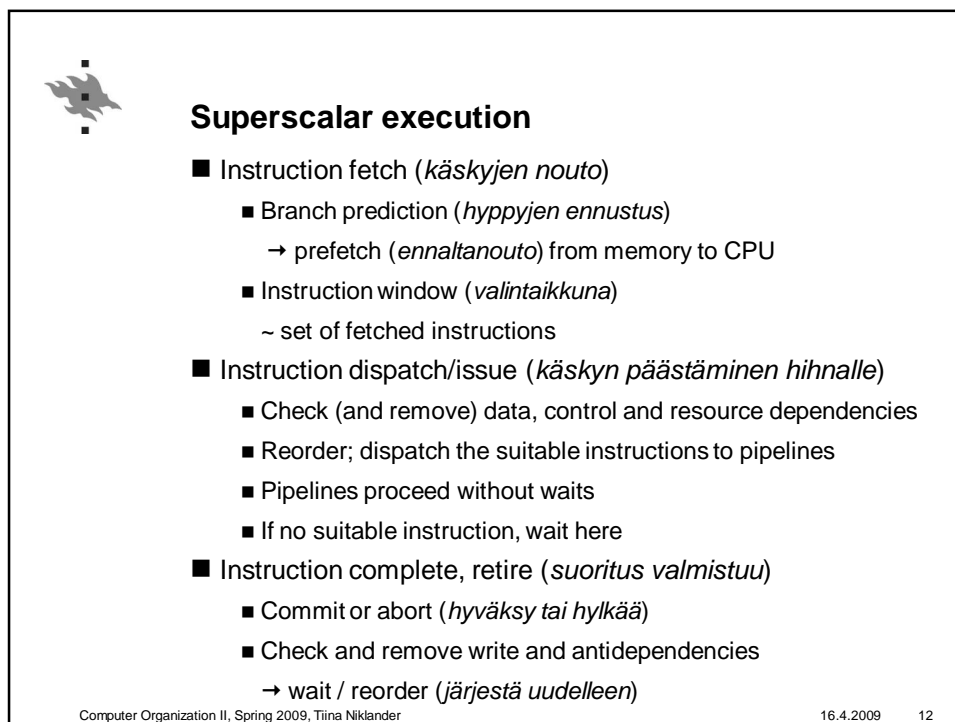 Superscalar execution
■ Instruction fetch (käskyjen nouto)
■ Branch prediction (hyppyjen ennustus)
→ prefetch (ennaltanouto) from memory to CPU
■ Instruction window (valintaikkuna)
~ set of fetched instructions
■ Instruction dispatch/issue (käskyn päästäminen hihnalle)
■ Check (and remove) data, control and resource dependencies
■ Reorder; dispatch the suitable instructions to pipelines
■ Pipelines proceed without waits
■ If no suitable instruction, wait here
■ Instruction complete, retire (suoritus valmistuu)
■ Commit or abort (hyväksy tai hylkää)
■ Check and remove write and antidependencies
→ wait / reorder (järjestä uudelleen)
Computer Organization II, Spring 2009, Tiina Niklander 16.4.2009 12